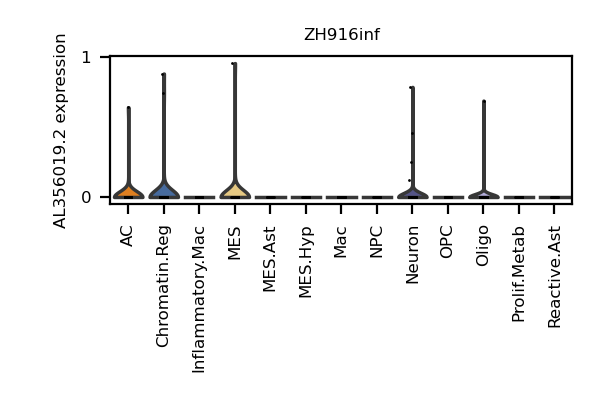 ZH916inf
AL356019.2 expression
1
0
AC
Chromatin.Reg
Inflammatory.Mac
MES
MES.Ast
MES.Hyp
Mac
NPC
Neuron
OPC
Oligo
Prolif.Metab
Reactive.Ast